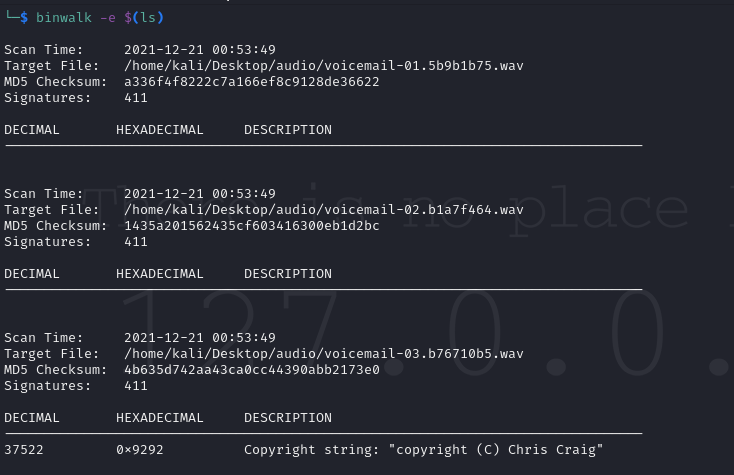 └─$ binwalk -e $(ls)
Scan Time:     2021-12-21 00:53:49
Target File:   /home/kali/Desktop/audio/voicemail-01.5b9b1b75.wav
MD5 Checksum:  a336f4f8222c7a166ef8c9128de36622
Signatures:    411
DECIMAL       HEXADECIMAL     DESCRIPTION
Scan Time:     2021-12-21 00:53:49
Target File:   /home/kali/Desktop/audio/voicemail-02.b1a7f464.wav
MD5 Checksum:  1435a201562435cf603416300eb1d2bc
Signatures:    411
DECIMAL       HEXADECIMAL     DESCRIPTION
Scan Time:     2021-12-21 00:53:49
Target File:   /home/kali/Desktop/audio/voicemail-03.b76710b5.wav
MD5 Checksum:  4b635d742aa43ca0cc44390abb2173e0
Signatures:    411
DECIMAL       HEXADECIMAL     DESCRIPTION
37522         0×9292          Copyright string: "copyright (C) Chris Craig"
There is no place
127.0.0.